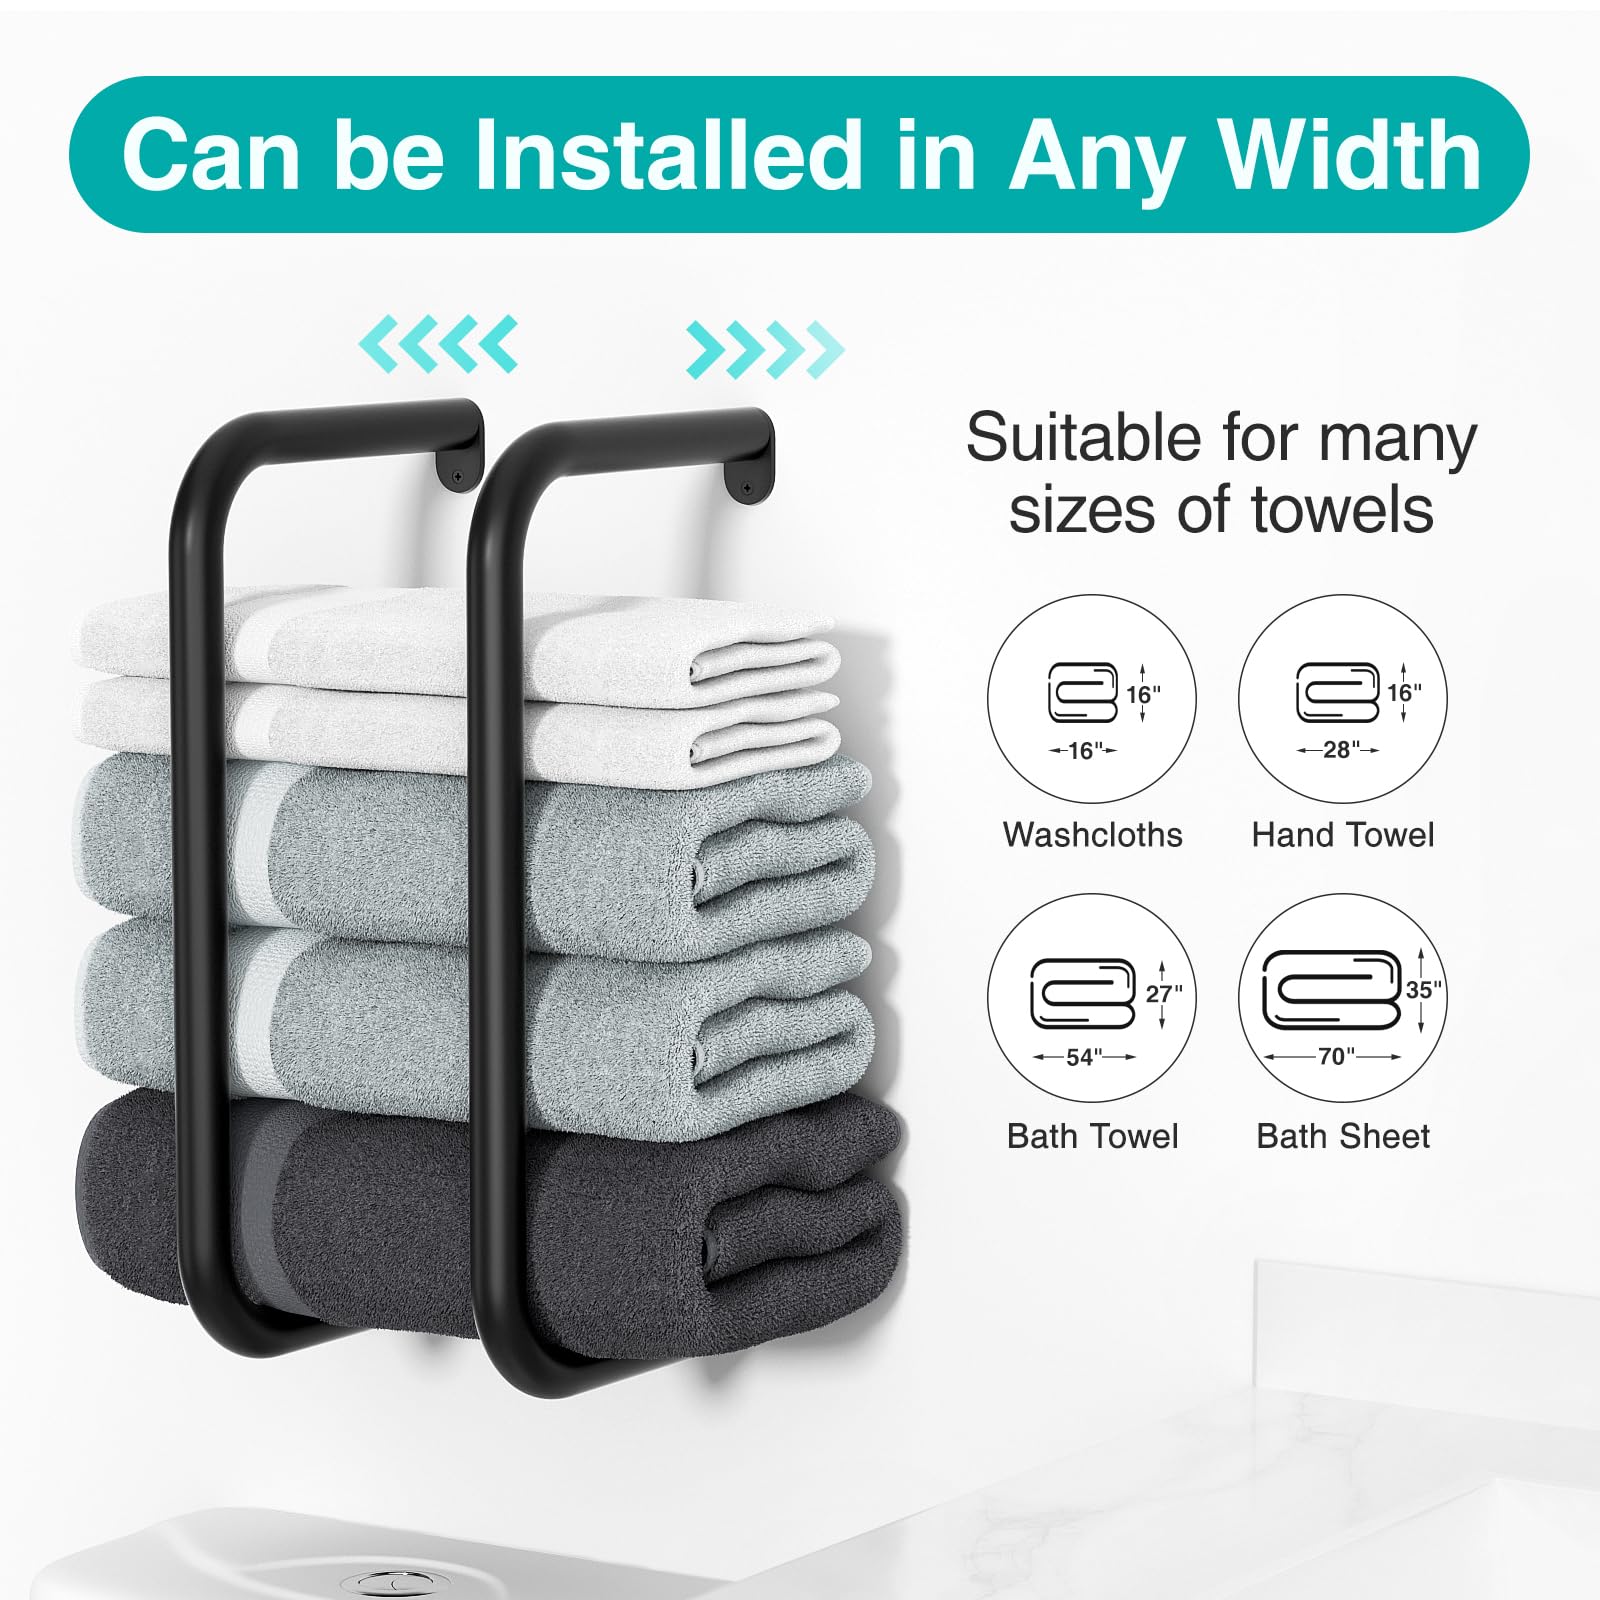 Can be Installed in Any Width
Suitable for many
sizes of towels
16"
16"
Washcloths
16"
28"
Hand Towel
27"
54"
Bath Towel
35"
70"
Bath Sheet